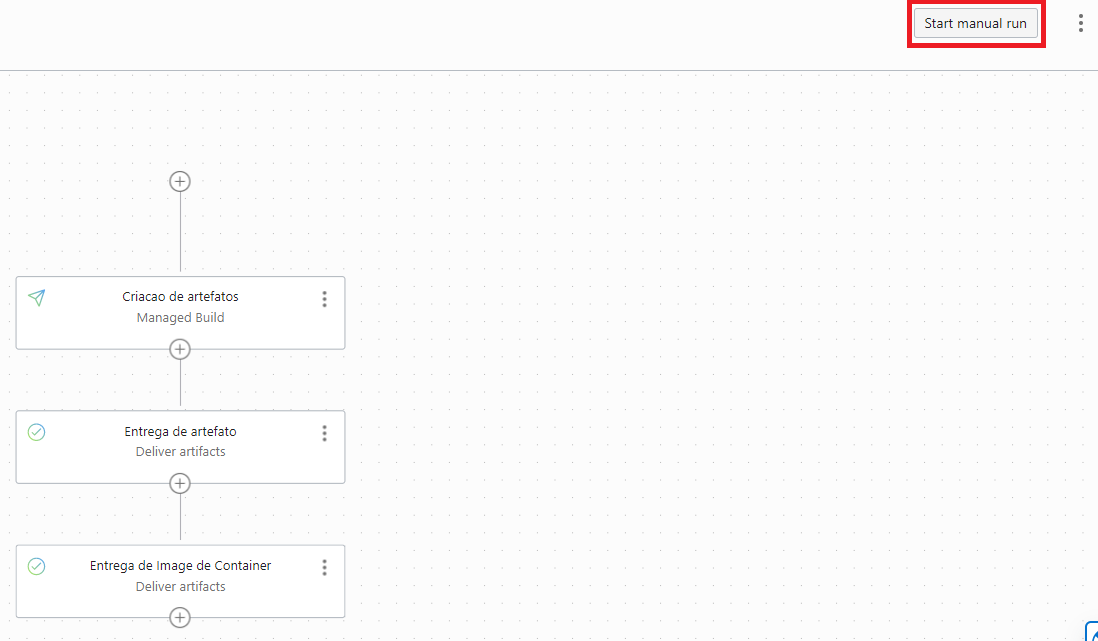 Start manual run
Criacao de artefatos
Managed Build
Entrega de artefato
Deliver artifacts
Entrega de Image de Container
Deliver artifacts